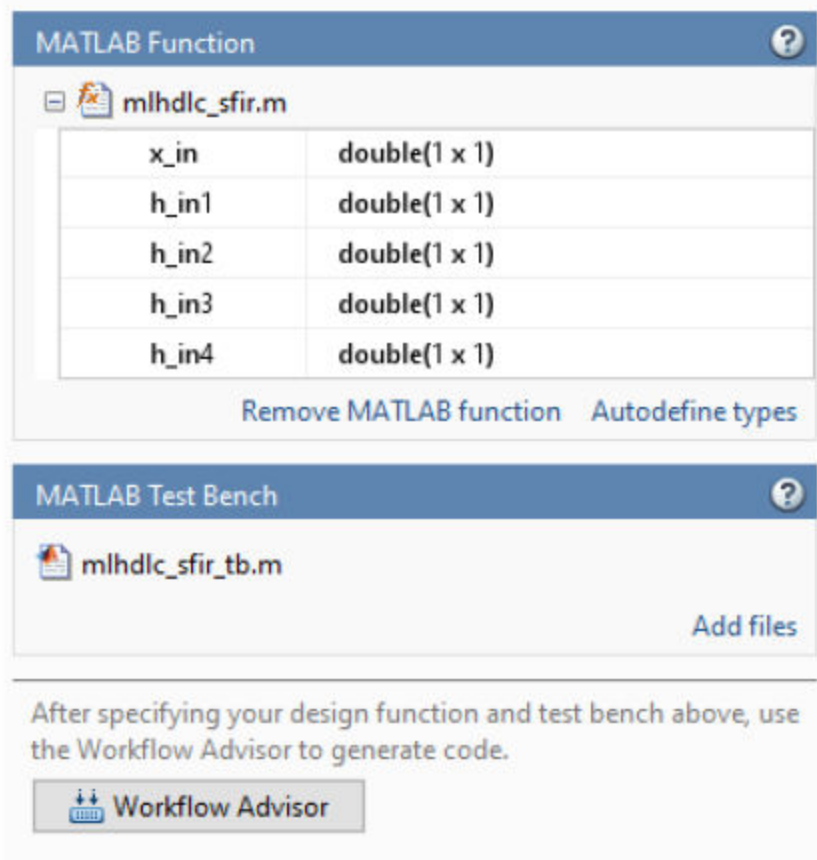 MATLAB Function ?
mlhdlc_sfir.m
x_in double(1 x 1)
h_in1 double(1 x 1)
h_in2 double(1 x 1)
h_in3 double(1 x 1)
h_in4 double(1 x 1)
Remove MATLAB function Autodefine types
MATLAB Test Bench ?
mlhdlc_sfir_tb.m
Add files
After specifying your design function and test bench above, use
the Workflow Advisor to generate code.
Workflow Advisor